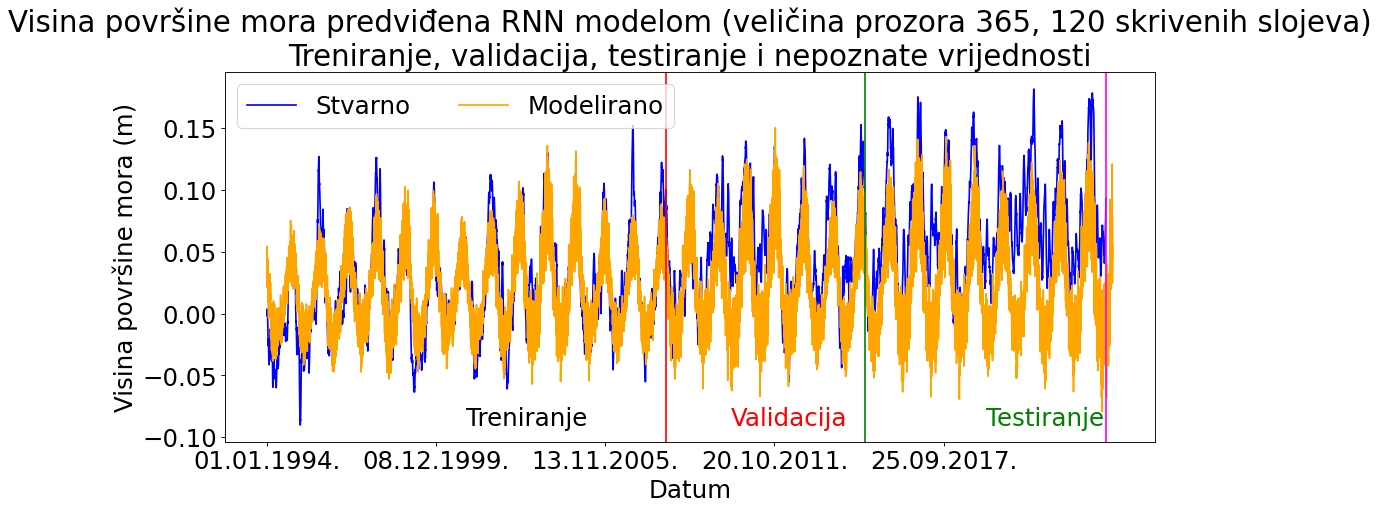 Visina površine mora predviđena RNN modelom (veličina prozora 365, 120 skrivenih slojeva)
Treniranje, validacija, testiranje i nepoznate vrijednosti
Stvarno
Modelirano
Visina površine mora (m)
0.15
0.10
0.05
0.00
−0.05
−0.10
Treniranje
Validacija
Testiranje
01.01.1994.
08.12.1999.
13.11.2005.
20.10.2011.
25.09.2017.
Datum